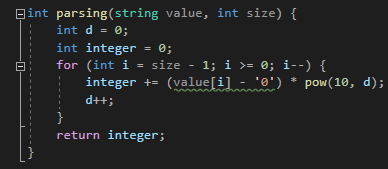 int parsing(string value, int size) {
    int d = 0;
    int integer = 0;
    for (int i = size - 1; i >= 0; i--) {
        integer += (value[i] - '0') * pow(10, d);
        d++;
    }
    return integer;
}